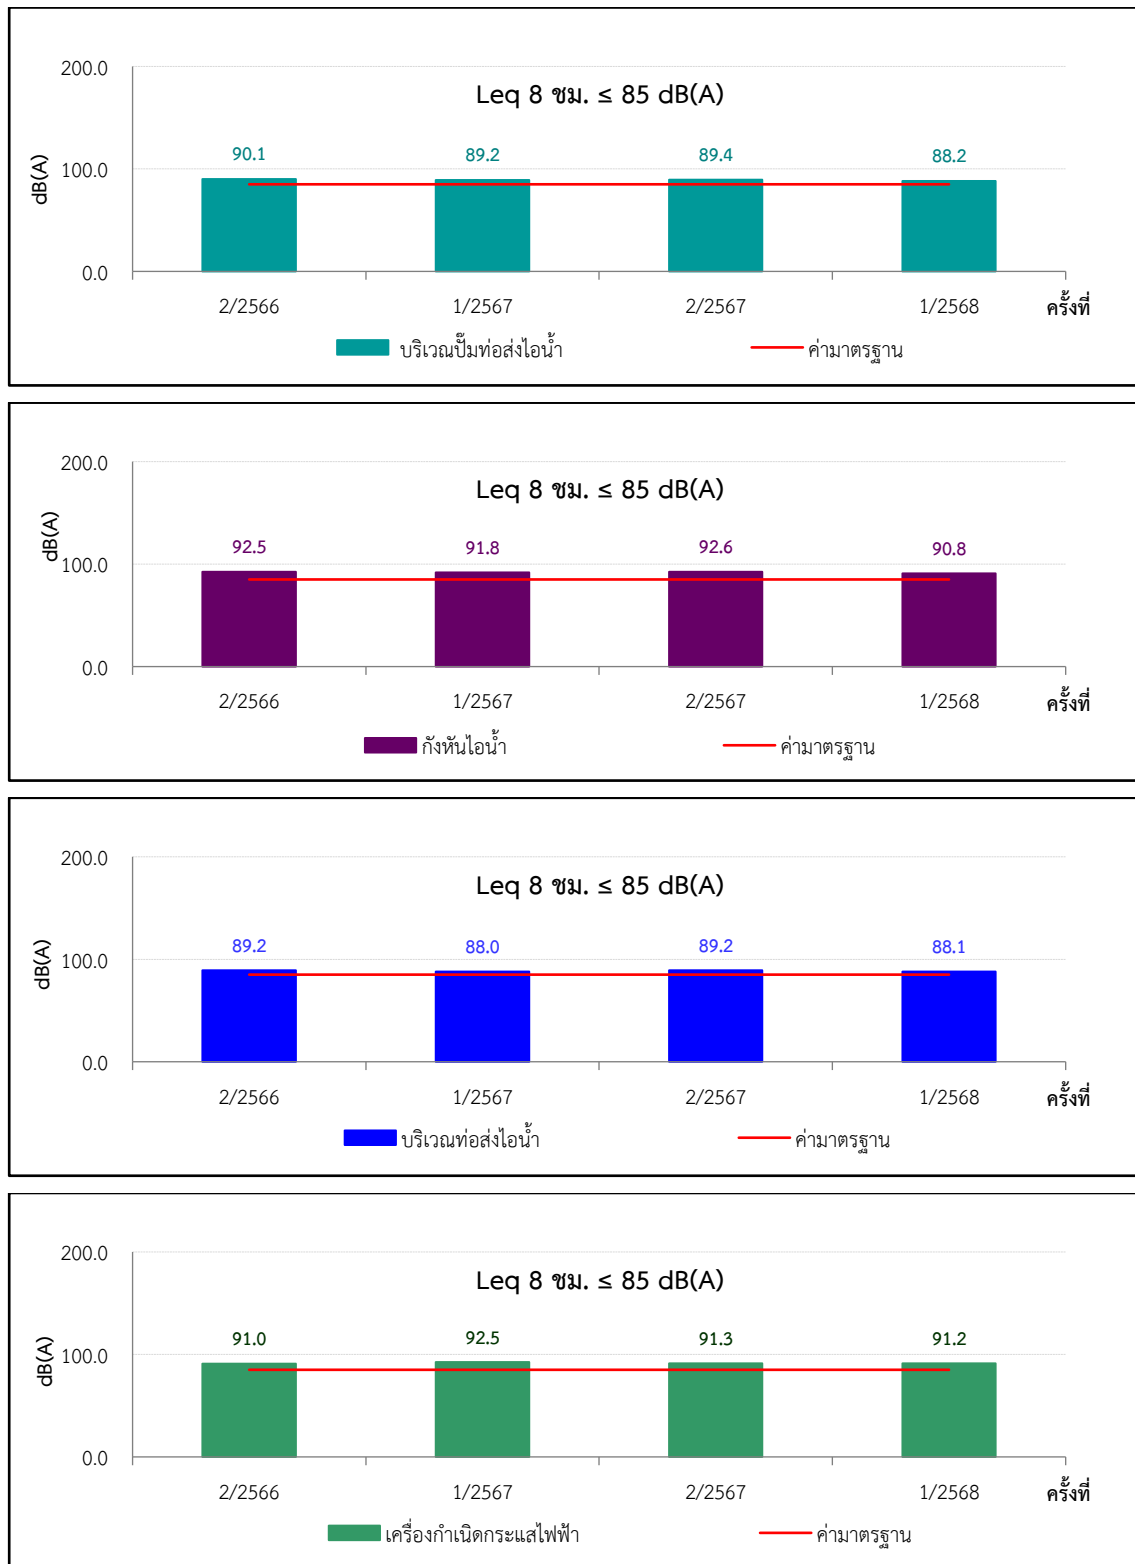 200.0
Leq 8 ชม. ≤ 85 dB(A)
90.1 89.2 89.4 88.2
dB(A)
100.0
0.0
2/2566 1/2567 2/2567 1/2568 ครั้งที่
บริเวณปั๊มท่อส่งไอน้ำ ค่ามาตรฐาน
200.0
Leq 8 ชม. ≤ 85 dB(A)
92.5 91.8 92.6 90.8
dB(A)
100.0
0.0
2/2566 1/2567 2/2567 1/2568 ครั้งที่
กังหันไอน้ำ ค่ามาตรฐาน
200.0
Leq 8 ชม. ≤ 85 dB(A)
89.2 88.0 89.2 88.1
dB(A)
100.0
0.0
2/2566 1/2567 2/2567 1/2568 ครั้งที่
บริเวณท่อส่งไอน้ำ ค่ามาตรฐาน
200.0
Leq 8 ชม. ≤ 85 dB(A)
91.0 92.5 91.3 91.2
dB(A)
100.0
0.0
2/2566 1/2567 2/2567 1/2568 ครั้งที่
เครื่องกำเนิดกระแสไฟฟ้า ค่ามาตรฐาน